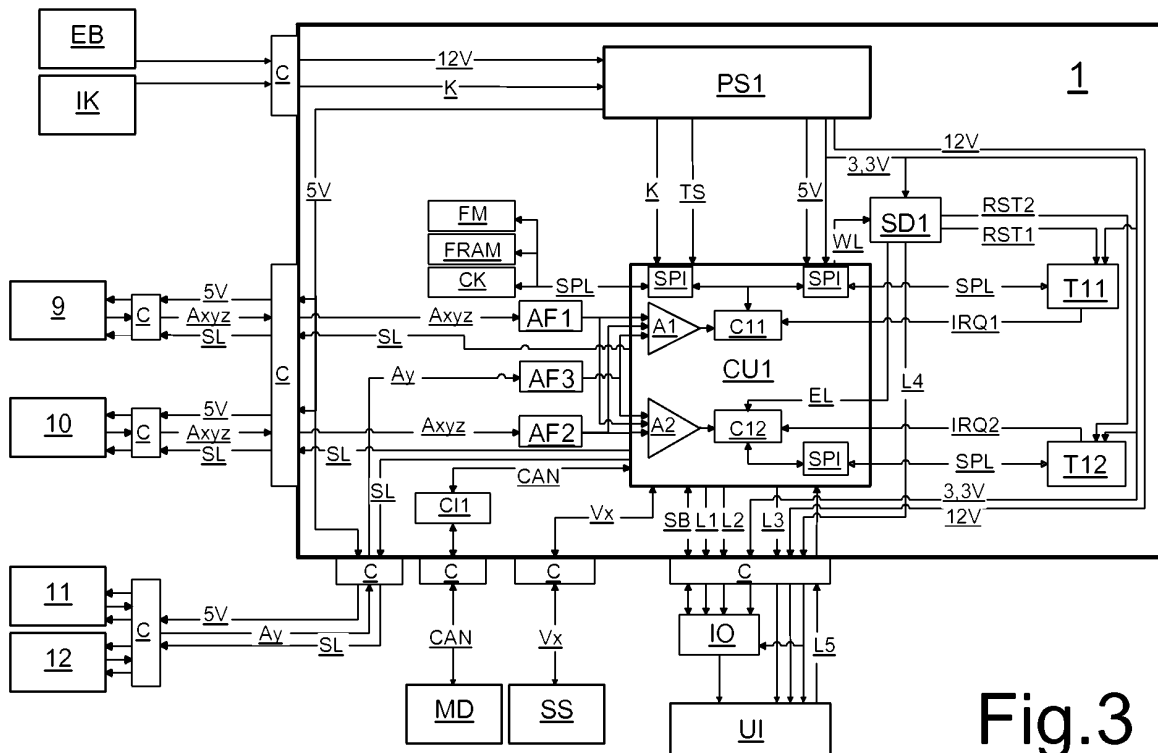 EB
IK
C
12V
K
PS1
1
5V
K
TS
5V
12V
3,3V
FM
FRAM
CK
SPL
SPI
SPI
WL
SD1
RST2
RST1
SPL
T11
9
C
5V
Axyz
SL
C
Axyz
AF1
SL
A1
C11
IRQ1
CU1
Ay
AF3
EL
L4
10
C
5V
Axyz
SL
Axyz
AF2
SL
A2
C12
IRQ2
SPI
SPL
T12
CAN
SL
CI1
Vx
SB
L1
L2
L3
3,3V
12V
C
C
C
C
11
12
C
5V
Ay
SL
CAN
Vx
IO
L5
MD
SS
UI
Fig.3